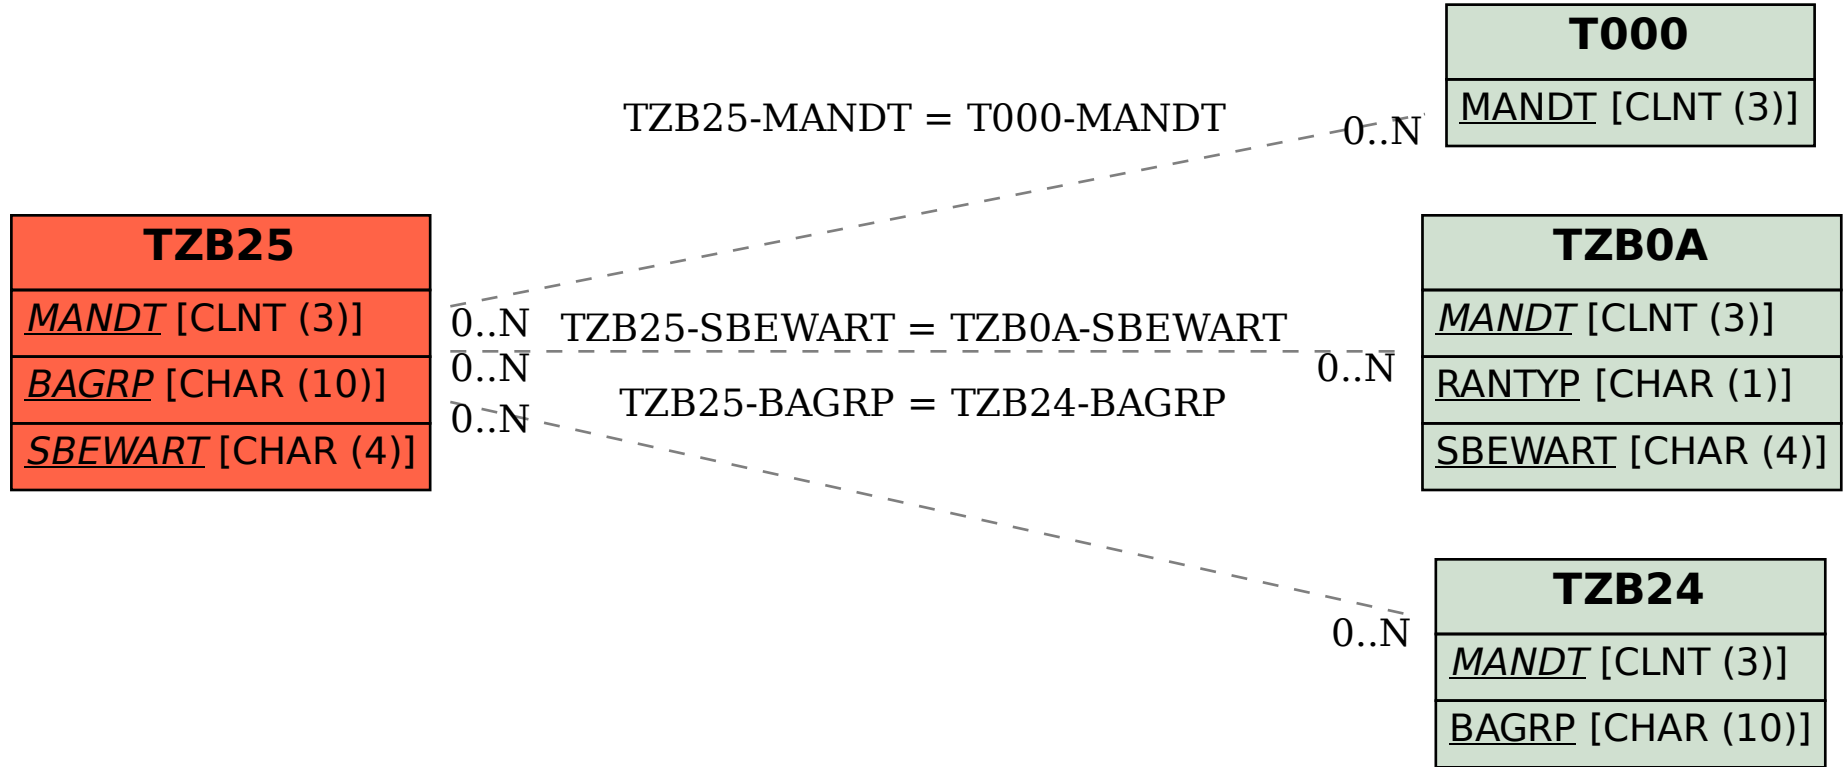 T000
MANDT [CLNT (3)]
TZB25-MANDT = T000-MANDT
0..N
TZB25
MANDT [CLNT (3)]
BAGRP [CHAR (10)]
SBEWART [CHAR (4)]
0..N
TZB25-SBEWART = TZB0A-SBEWART
0..N
0..N
TZB25-BAGRP = TZB24-BAGRP
0..N
TZB0A
MANDT [CLNT (3)]
RANTYP [CHAR (1)]
SBEWART [CHAR (4)]
0..N
TZB24
MANDT [CLNT (3)]
BAGRP [CHAR (10)]